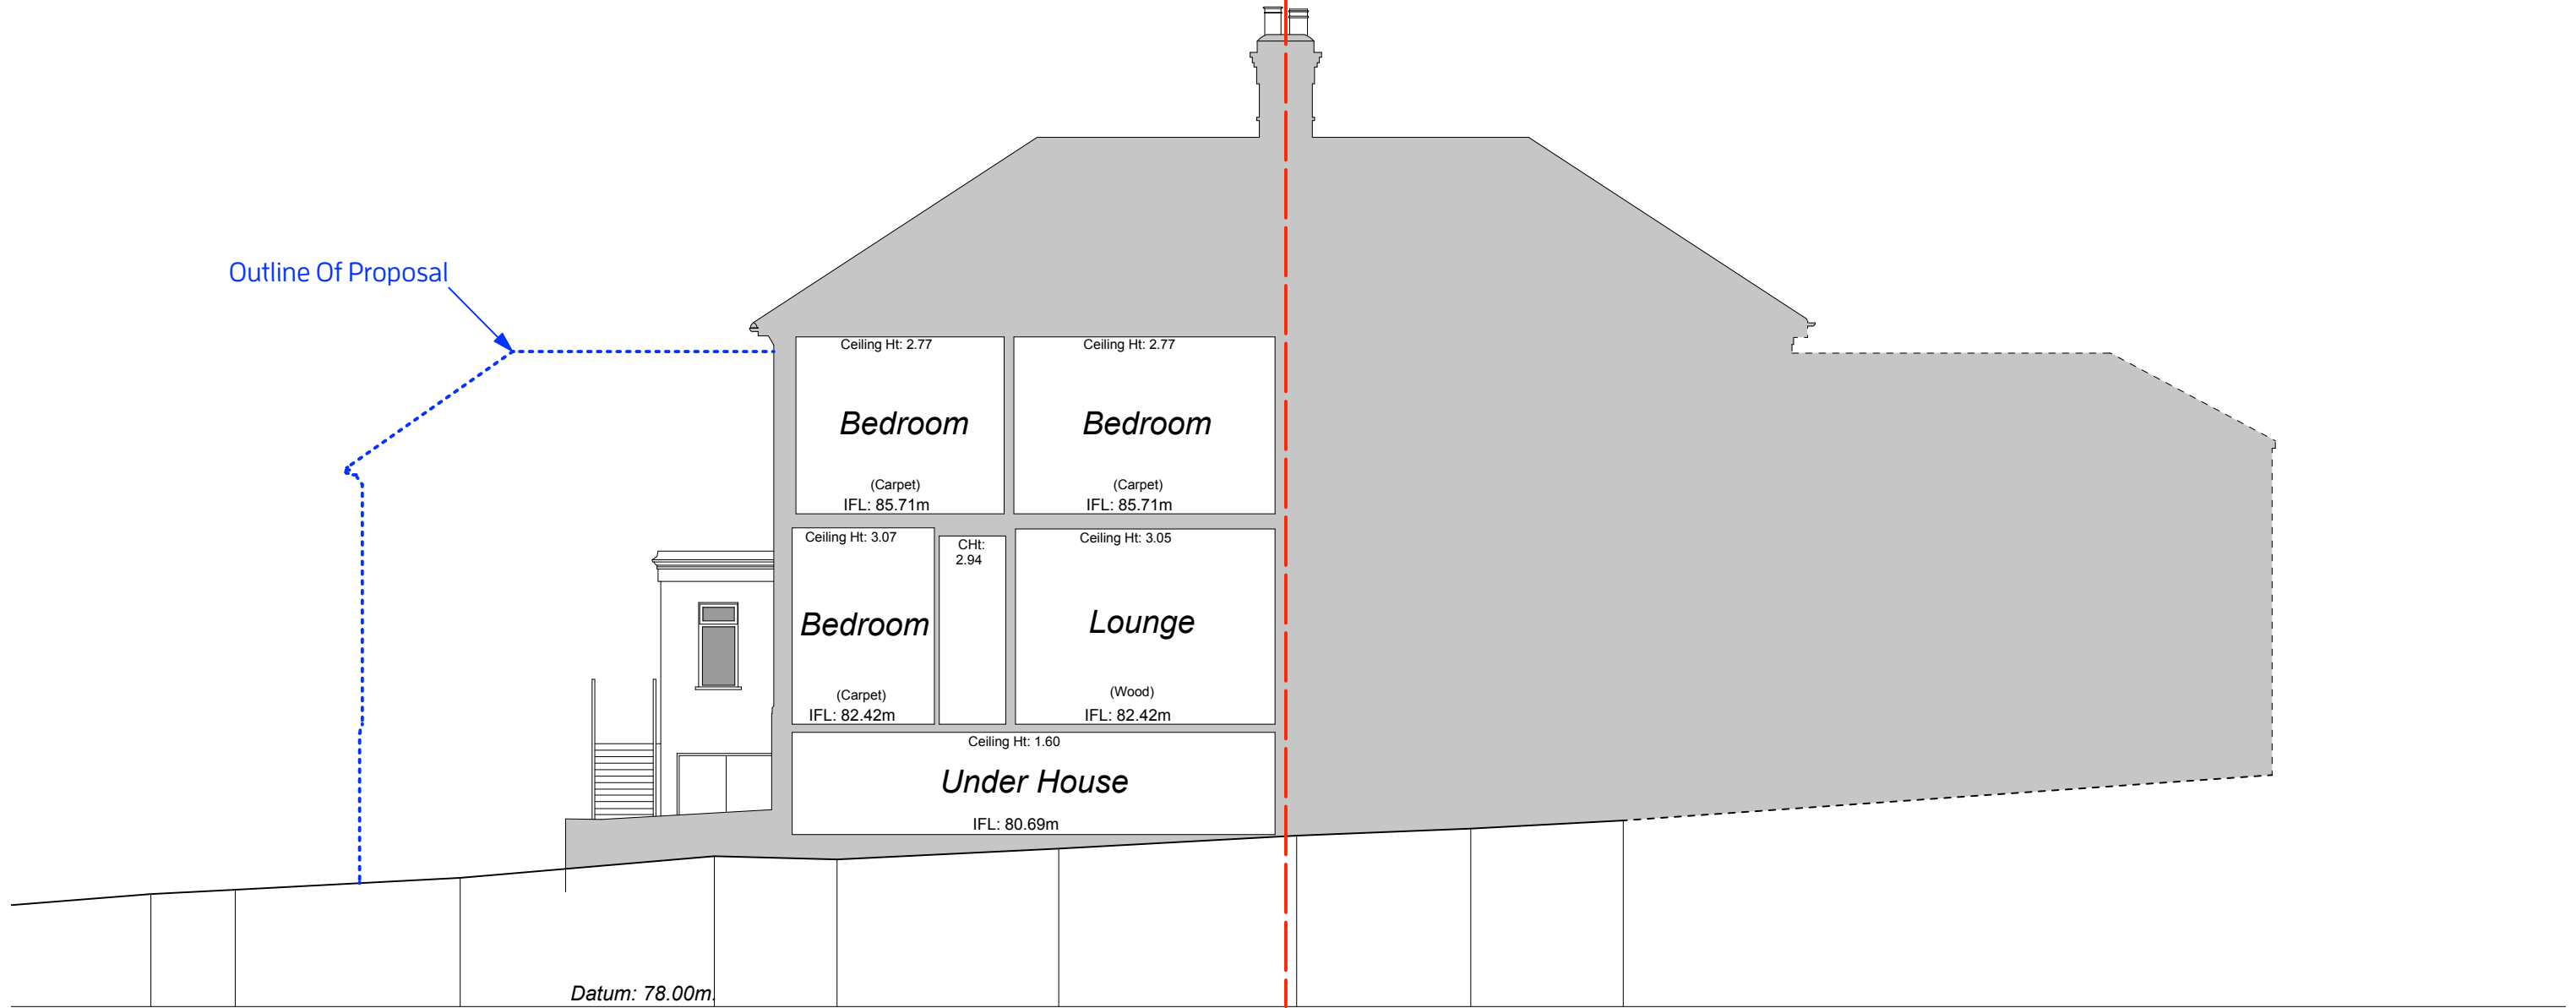 Outline Of Proposal
Ceiling Ht: 2.77
Bedroom
(Carpet)
IFL: 85.71m
Ceiling Ht: 2.77
Bedroom
(Carpet)
IFL: 85.71m
Ceiling Ht: 3.07
Bedroom
(Carpet)
IFL: 82.42m
CHt:
2.94
Ceiling Ht: 3.05
Lounge
(Wood)
IFL: 82.42m
Ceiling Ht: 1.60
Under House
IFL: 80.69m
Datum: 78.00m.